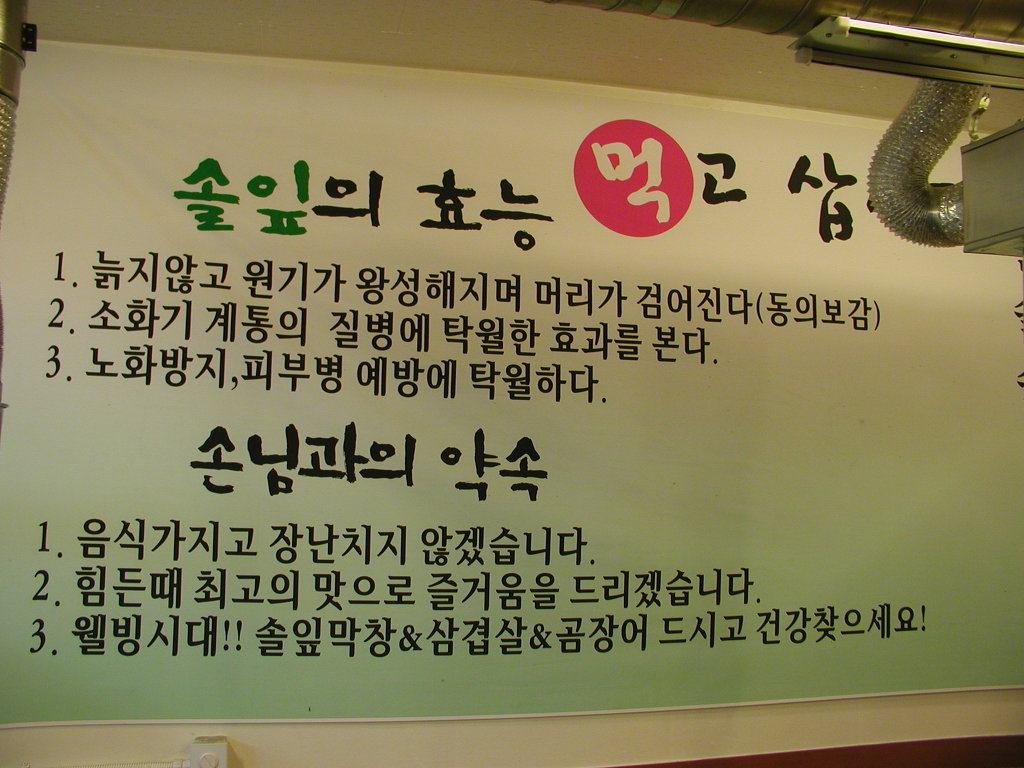 솔잎의 효능 먹고 삽
1. 늙지않고 원기가 왕성해지며 머리가 검어진다(동의보감)
2. 소화기 계통의 질병에 탁월한 효과를 본다.
3. 노화방지,피부병 예방에 탁월하다.
손님과의 약속
1. 음식가지고 장난치지 않겠습니다.
2. 힘든때 최고의 맛으로 즐거움을 드리겠습니다.
3. 웰빙시대!! 솔잎막창&삼겹살&곰장어 드시고 건강찾으세요!